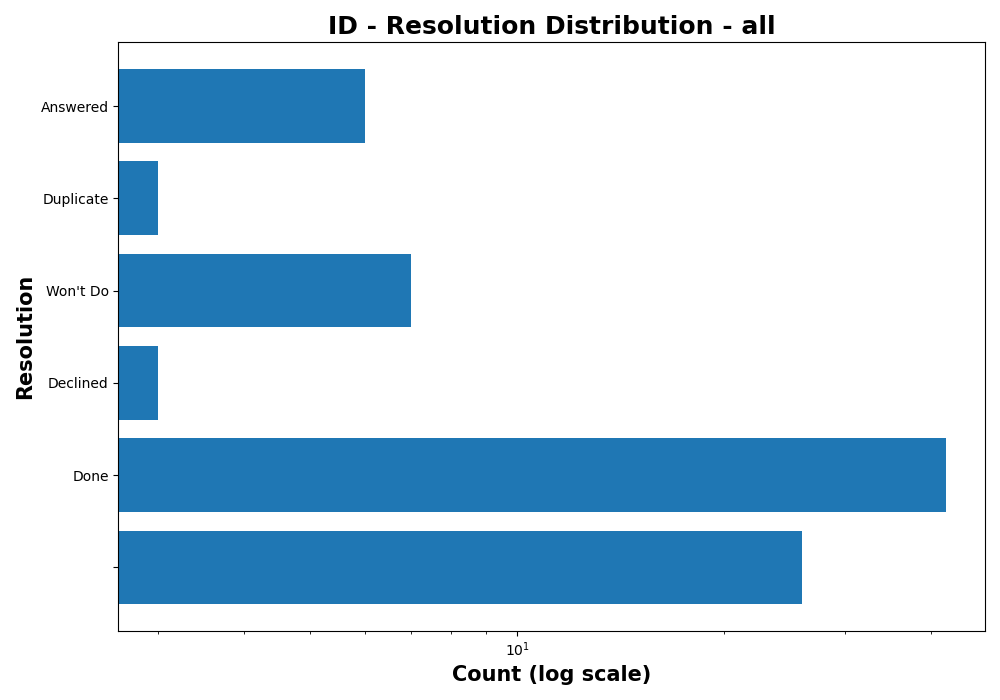 ID - Resolution Distribution - all
Answered
Duplicate
Won't Do
Declined
Done
Resolution
10¹
Count (log scale)